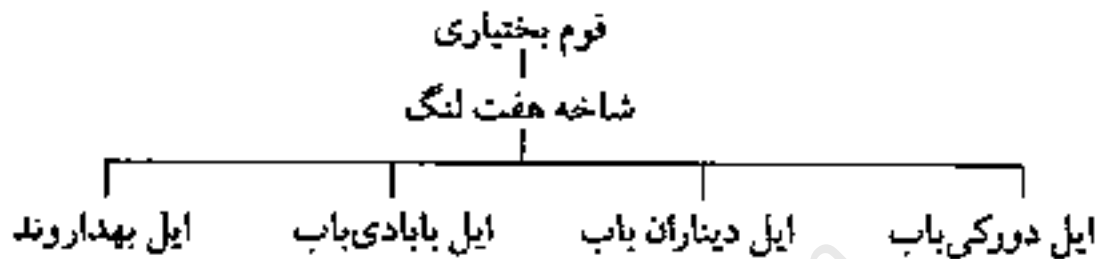 قوم بختیاری
شاخه هفت لنگ
ایل دورکی‌باب ایل دیناران باب ایل بابادی‌باب ایل بهداروند